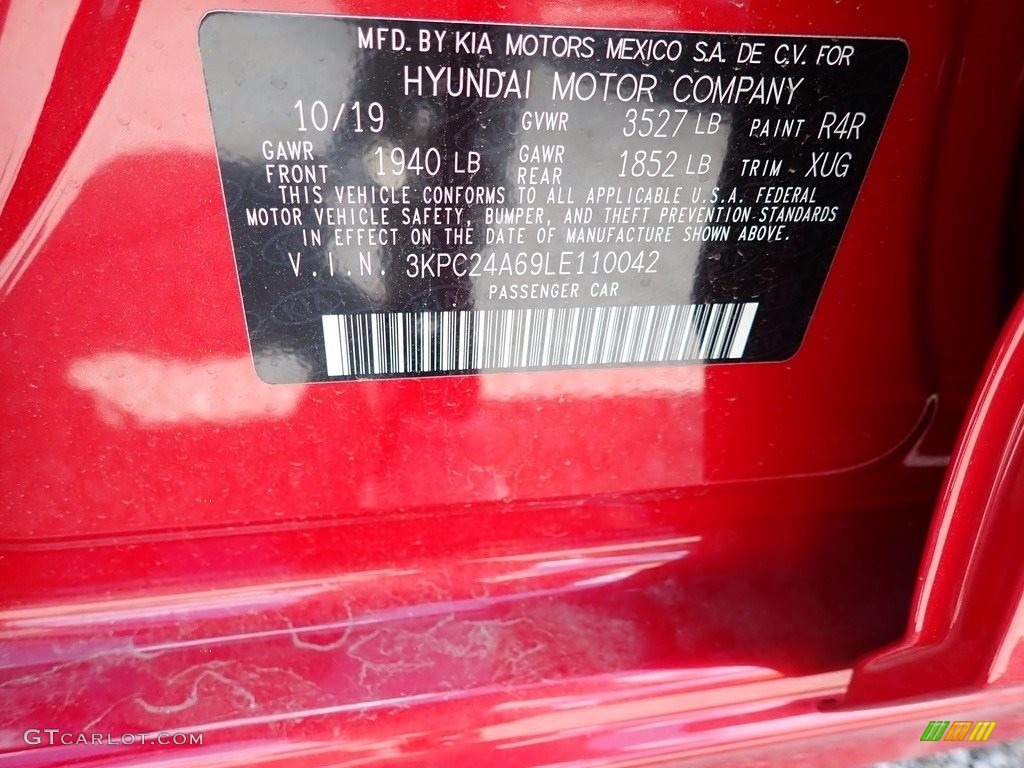 MFD. BY KIA MOTORS MEXICO S.A. DE C.V. FOR
HYUNDAI MOTOR COMPANY
10/19 GVWR 3527 LB PAINT R4R
GAWR FRONT 1940 LB GAWR REAR 1852 LB TRIM XUG
THIS VEHICLE CONFORMS TO ALL APPLICABLE U.S.A. FEDERAL
MOTOR VEHICLE SAFETY, BUMPER, AND THEFT PREVENTION STANDARDS
IN EFFECT ON THE DATE OF MANUFACTURE SHOWN ABOVE.
V.I.N. 3KPC24A69LE110042
PASSENGER CAR
GTCARLOT.COM